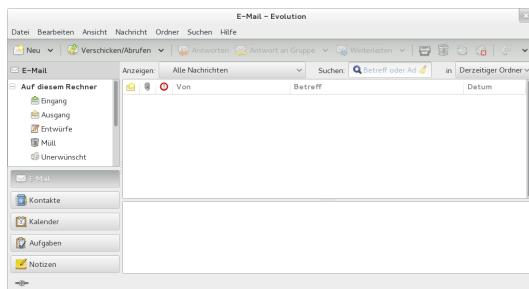 E-Mail – Evolution
Datei Bearbeiten Ansicht Nachricht Ordner Suchen Hilfe
Neu Verschicken/Abrufen Antworten Antwort an Gruppe Weiterleiten
E-Mail Anzeigen: Alle Nachrichten Suchen: Betreff oder Ad in Derzeitiger Ordner
Auf diesem Rechner Von Betreff Datum
Eingang
Ausgang
Entwürfe
Müll
Unerwünscht
E-Mail
Kontakte
Kalender
Aufgaben
Notizen